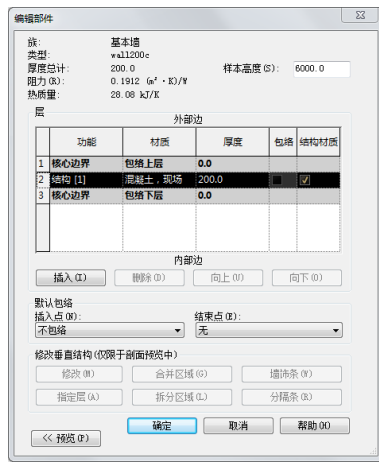 编辑部件
族: 基本墙
类型: wall200c
厚度总计: 200.0 样本高度(S): 6000.0
阻力(R): 0.1912 (m²·K)/W
热质量: 28.08 kJ/K
层
外部边
功能 材质 厚度 包络 结构材质
1 核心边界 包络上层 0.0
2 结构 [1] 混凝土,现场 200.0
3 核心边界 包络下层 0.0
内部边
插入(I) 删除(D) 向上(U) 向下(O)
默认包络
插入点(N): 结束点(E):
不包络 无
修改垂直结构(仅限于剖面预览中)
修改(M) 合并区域(G) 墙饰条(W)
指定层(A) 拆分区域(L) 分隔条(R)
<< 预览(P) 确定 取消 帮助(H)